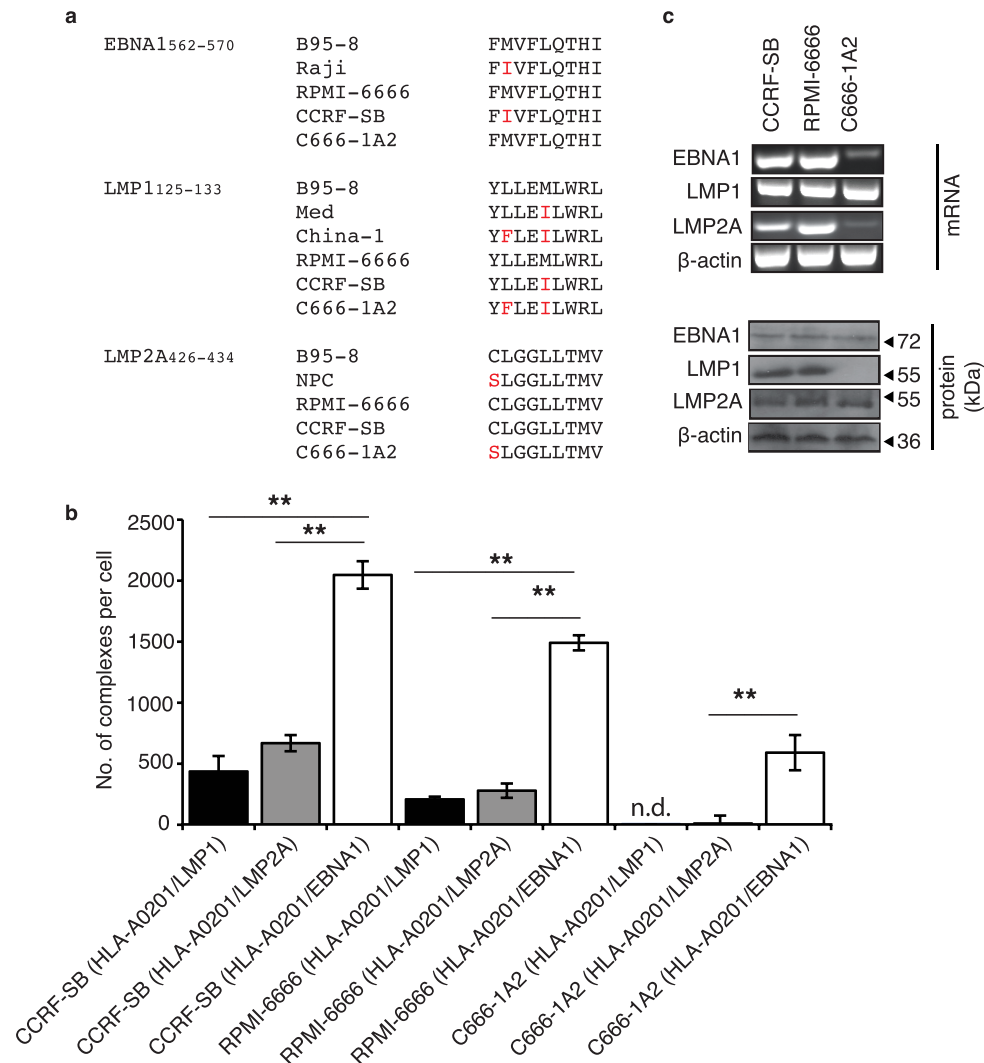 a
EBNA1562-570 B95-8 FMVFLQTHI
Raji FIVFLQTHI
RPMI-6666 FMVFLQTHI
CCRF-SB FIVFLQTHI
C666-1A2 FMVFLQTHI
LMP1125-133 B95-8 YLLEMLWRL
Med YLLEILWRL
China-1 YFLEILWRL
RPMI-6666 YLLEMLWRL
CCRF-SB YLLEILWRL
C666-1A2 YFLEILWRL
LMP2A426-434 B95-8 CLGGLLTMV
NPC SLGGLLTMV
RPMI-6666 CLGGLLTMV
CCRF-SB CLGGLLTMV
C666-1A2 SLGGLLTMV
c
CCRF-SB
RPMI-6666
C666-1A2
EBNA1
LMP1
LMP2A
β-actin
mRNA
EBNA1 ◄72
LMP1 ◄55
LMP2A ◄55
β-actin ◄36
protein
(kDa)
b
No. of complexes per cell
2500
2000
1500
1000
500
0
**
**
**
**
n.d.
**
CCRF-SB (HLA-A0201/LMP1)
CCRF-SB (HLA-A0201/LMP2A)
CCRF-SB (HLA-A0201/EBNA1)
RPMI-6666 (HLA-A0201/LMP1)
RPMI-6666 (HLA-A0201/LMP2A)
RPMI-6666 (HLA-A0201/EBNA1)
C666-1A2 (HLA-A0201/LMP1)
C666-1A2 (HLA-A0201/LMP2A)
C666-1A2 (HLA-A0201/EBNA1)